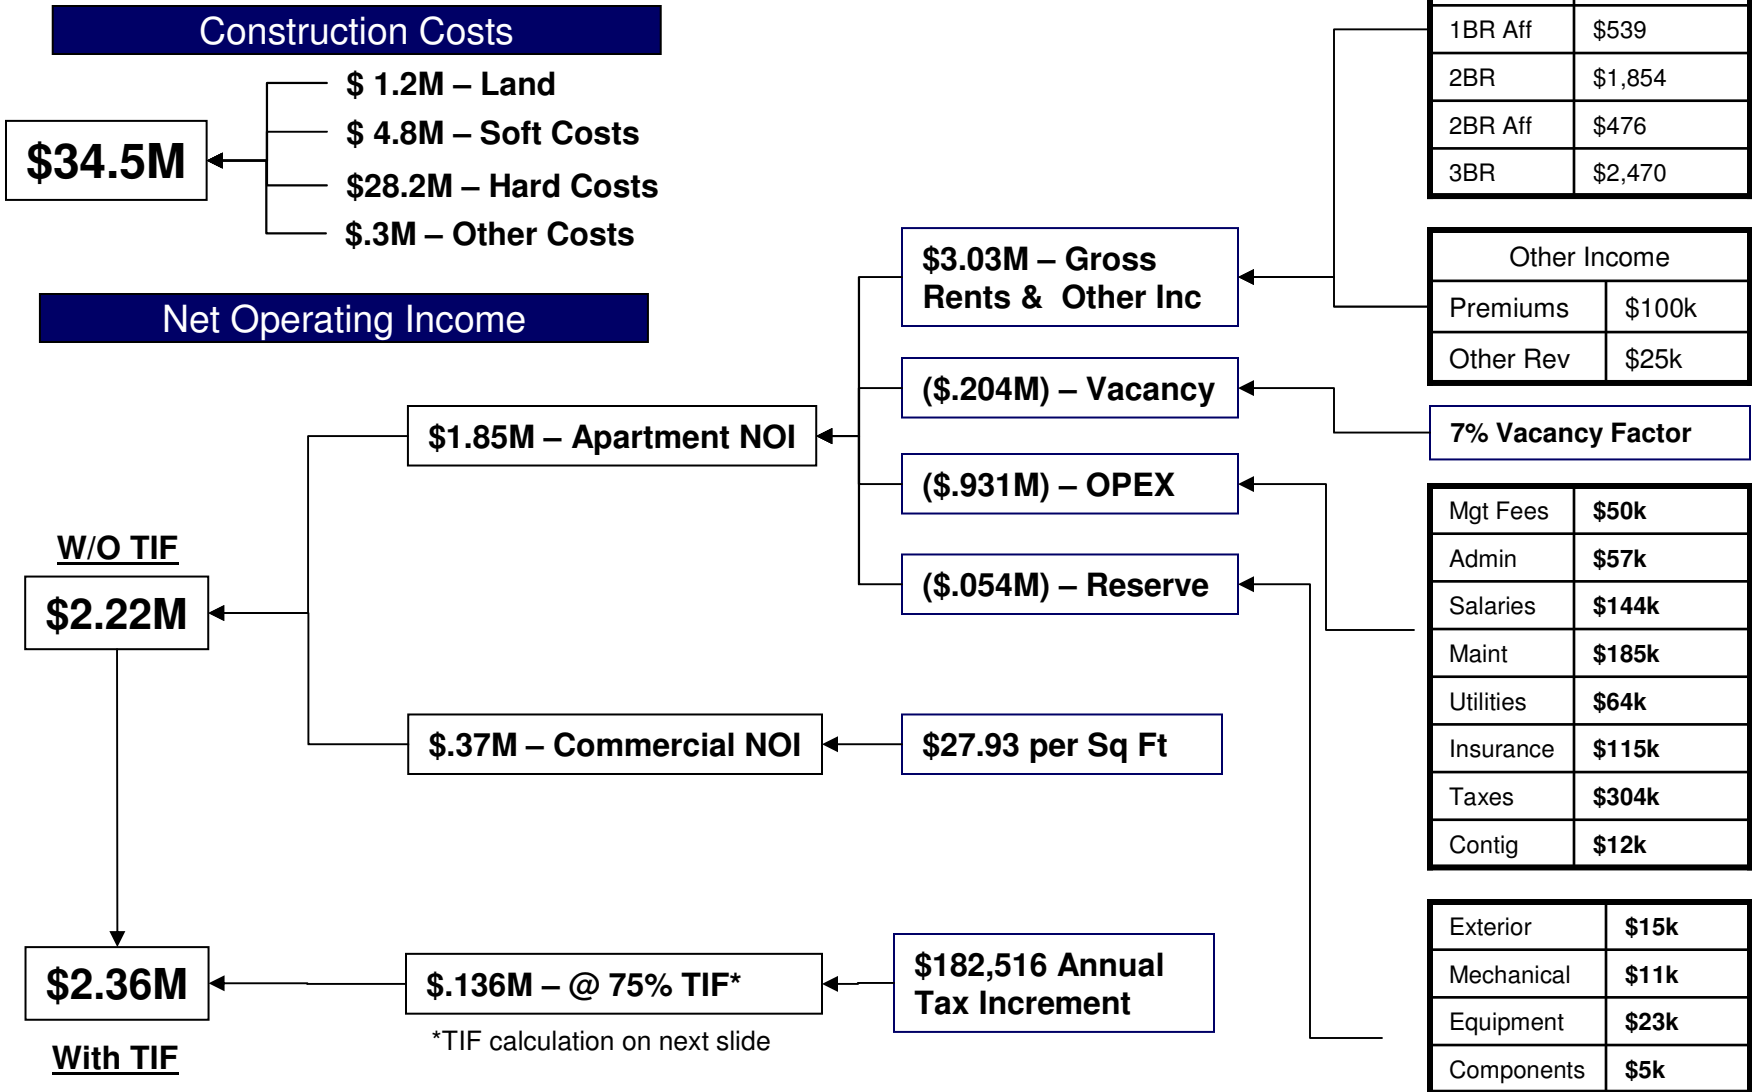 Construction Costs
$ 1.2M – Land
$ 4.8M – Soft Costs
$34.5M
$28.2M – Hard Costs
$.3M – Other Costs
Net Operating Income
1BR Aff $539
2BR $1,854
2BR Aff $476
3BR $2,470
$3.03M – Gross
Rents & Other Inc
Other Income
Premiums $100k
Other Rev $25k
($.204M) – Vacancy
7% Vacancy Factor
$1.85M – Apartment NOI
($.931M) – OPEX
Mgt Fees $50k
Admin $57k
Salaries $144k
Maint $185k
Utilities $64k
Insurance $115k
Taxes $304k
Contig $12k
($.054M) – Reserve
W/O TIF
$2.22M
$.37M – Commercial NOI
$27.93 per Sq Ft
Exterior $15k
Mechanical $11k
Equipment $23k
Components $5k
$2.36M
$.136M – @ 75% TIF*
$182,516 Annual
Tax Increment
*TIF calculation on next slide
With TIF